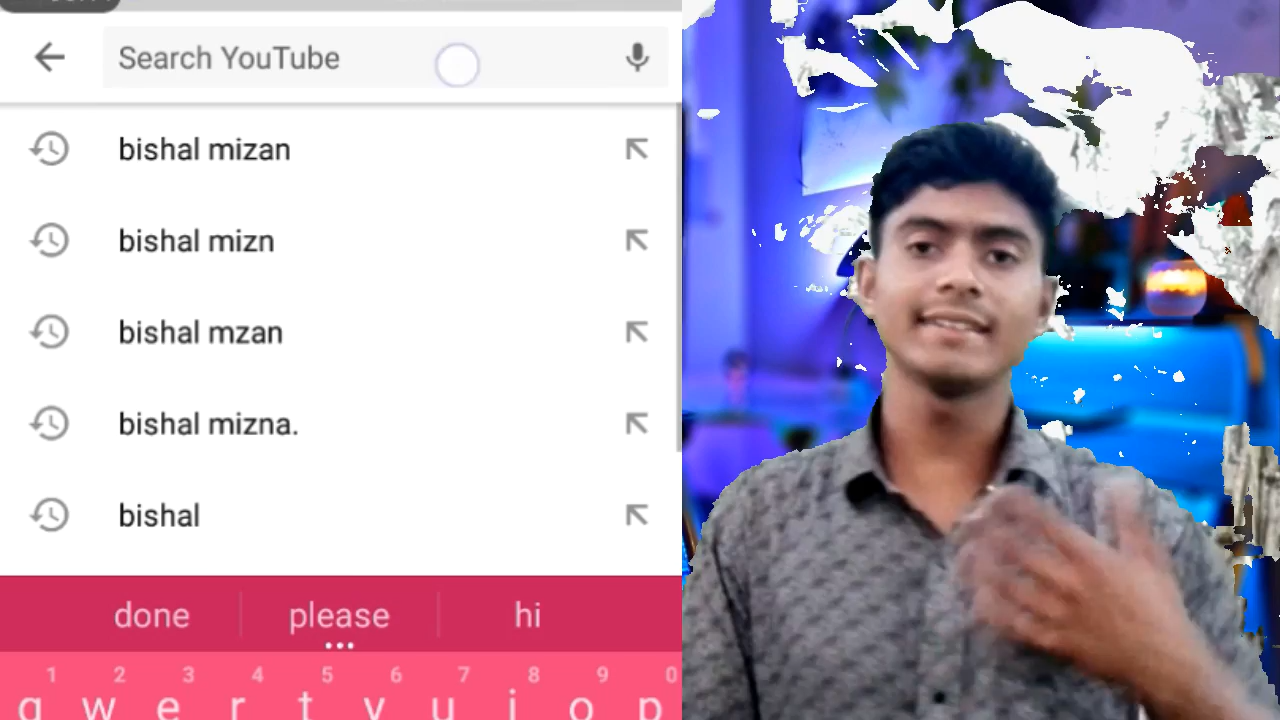 Search YouTube
bishal mizan
bishal mizn
bishal mzan
bishal mizna.
bishal
done please hi
1 2 3 4 5 6 7 8 9 0
q w e r t y u i o p